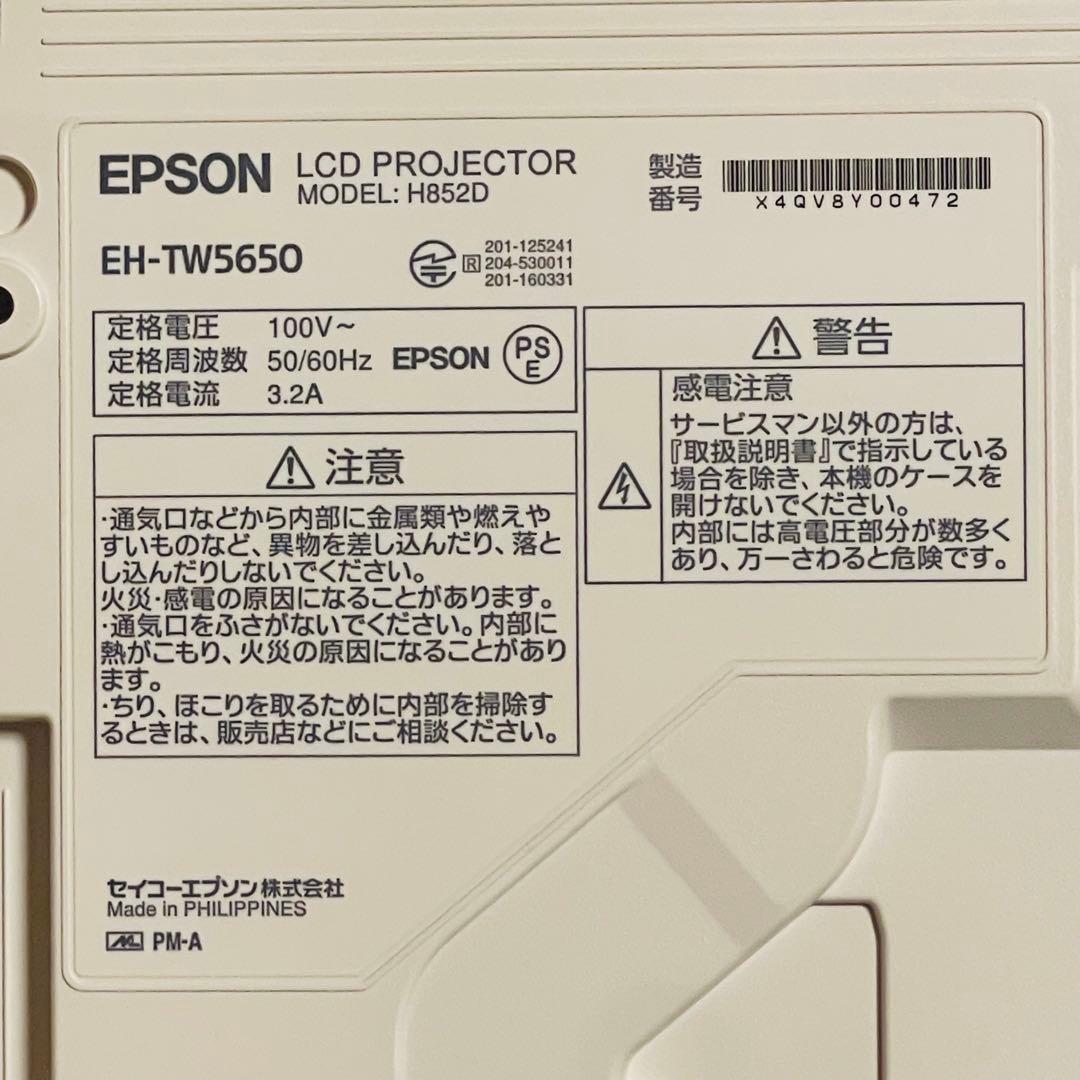 EPSON LCD PROJECTOR
MODEL: H852D
製造
番号
X4QV8Y00472
EH-TW5650
R
201-125241
204-530011
201-160331
定格電圧 100V~
定格周波数 50/60Hz
定格電流 3.2A
EPSON
PS
E
警告
感電注意
サービスマン以外の方は、
『取扱説明書』で指示している
場合を除き、本機のケースを
開けないでください。
内部には高電圧部分が数多く
あり、万一さわると危険です。
注意
・通気口などから内部に金属類や燃えや
すいものなど、異物を差し込んだり、落と
し込んだりしないでください。
火災・感電の原因になることがあります。
・通気口をふさがないでください。内部に
熱がこもり、火災の原因になることがあり
ます。
・ちり、ほこりを取るために内部を掃除す
るときは、販売店などにご相談ください。
セイコーエプソン株式会社
Made in PHILIPPINES
PM-A